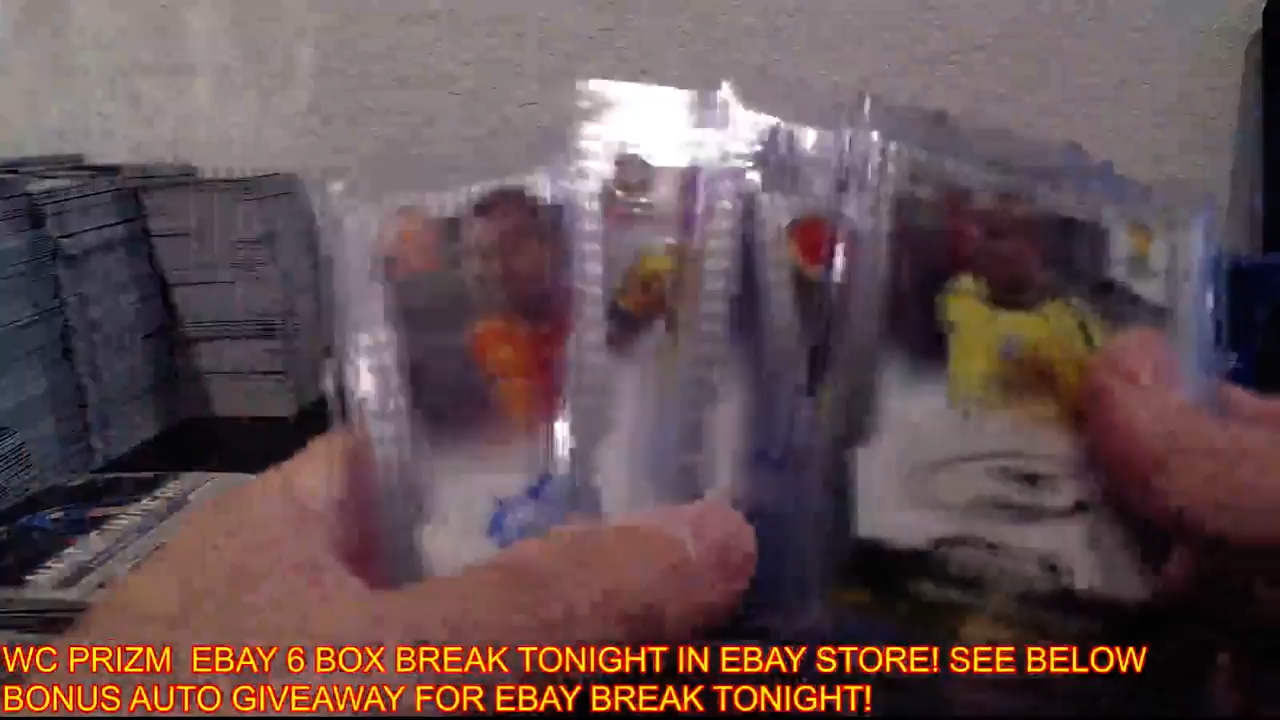 WC PRIZM EBAY 6 BOX BREAK TONIGHT IN EBAY STORE! SEE BELOW
BONUS AUTO GIVEAWAY FOR EBAY BREAK TONIGHT!